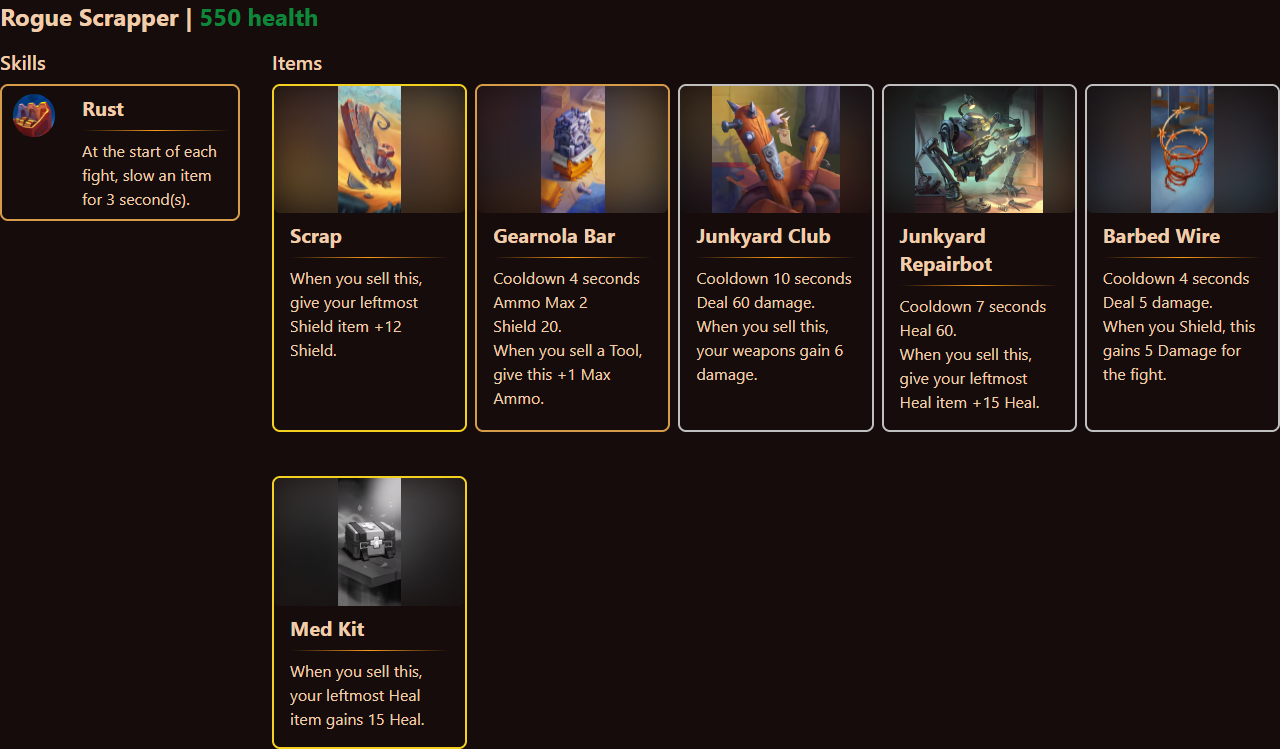 Rogue Scrapper | 550 health
Skills
Rust
At the start of each
fight, slow an item
for 3 second(s).
Items
Scrap
When you sell this,
give your leftmost
Shield item +12
Shield.
Gearnola Bar
Cooldown 4 seconds
Ammo Max 2
Shield 20.
When you sell a Tool,
give this +1 Max
Ammo.
Junkyard Club
Cooldown 10 seconds
Deal 60 damage.
When you sell this,
your weapons gain 6
damage.
Junkyard
Repairbot
Cooldown 7 seconds
Heal 60.
When you sell this,
give your leftmost
Heal item +15 Heal.
Barbed Wire
Cooldown 4 seconds
Deal 5 damage.
When you Shield, this
gains 5 Damage for
the fight.
Med Kit
When you sell this,
your leftmost Heal
item gains 15 Heal.